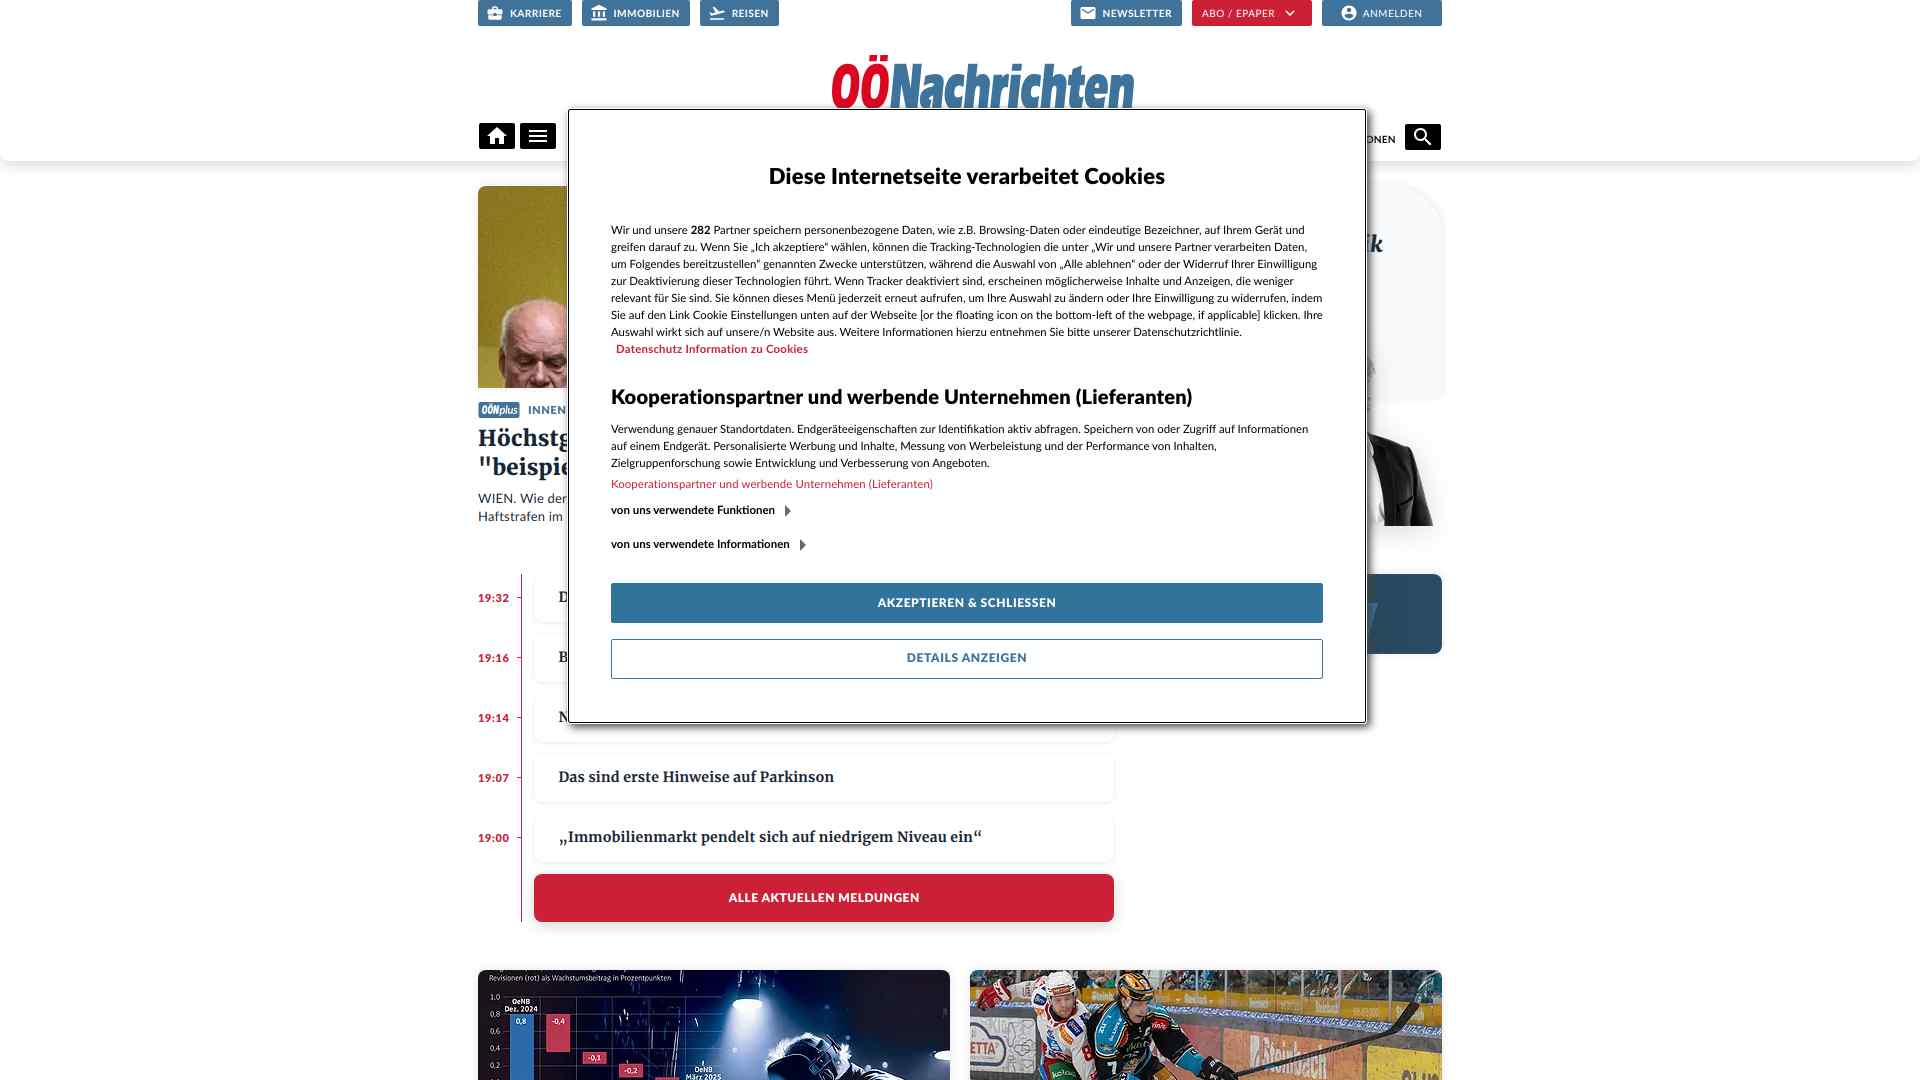 KARRIERE
IMMOBILIEN
REISEN
NEWSLETTER
ABO / EPAPER
ANMELDEN
OÖNachrichten
Diese Internetseite verarbeitet Cookies
Wir und unsere 282 Partner speichern personenbezogene Daten, wie z.B. Browsing-Daten oder eindeutige Bezeichner, auf Ihrem Gerät und
greifen darauf zu. Wenn Sie „Ich akzeptiere“ wählen, können die Tracking-Technologien die unter „Wir und unsere Partner verarbeiten Daten,
um Folgendes bereitzustellen“ genannten Zwecke unterstützen, während die Auswahl von „Alle ablehnen“ oder der Widerruf Ihrer Einwilligung
zur Deaktivierung dieser Technologien führt. Wenn Tracker deaktiviert sind, erscheinen möglicherweise Inhalte und Anzeigen, die weniger
relevant für Sie sind. Sie können dieses Menü jederzeit erneut aufrufen, um Ihre Auswahl zu ändern oder Ihre Einwilligung zu widerrufen, indem
Sie auf den Link Cookie Einstellungen unten auf der Webseite [or the floating icon on the bottom-left of the webpage, if applicable] klicken. Ihre
Auswahl wirkt sich auf unsere/n Website aus. Weitere Informationen hierzu entnehmen Sie bitte unserer Datenschutzrichtlinie.
Datenschutz Information zu Cookies
Kooperationspartner und werbende Unternehmen (Lieferanten)
Verwendung genauer Standortdaten. Endgeräteeigenschaften zur Identifikation aktiv abfragen. Speichern von oder Zugriff auf Informationen
auf einem Endgerät. Personalisierte Werbung und Inhalte, Messung von Werbeleistung und der Performance von Inhalten,
Zielgruppenforschung sowie Entwicklung und Verbesserung von Angeboten.
Kooperationspartner und werbende Unternehmen (Lieferanten)
von uns verwendete Funktionen
von uns verwendete Informationen
AKZEPTIEREN & SCHLIESSEN
DETAILS ANZEIGEN
OÖNplus INNEN
Höchstg
"beispie
WIEN. Wie der
Haftstrafen im
19:32 D
19:16 B
19:14 N
19:07 Das sind erste Hinweise auf Parkinson
19:00 „Immobilienmarkt pendelt sich auf niedrigem Niveau ein“
ALLE AKTUELLEN MELDUNGEN
Revisionen (rot) als Wachstumsbeitrag in Prozentpunkten
1,0
OeNB
Dez. 2024
0,8
0,8
-0,4
0,6
0,4
-0,1
0,2
-0,2
OeNB
März 2025